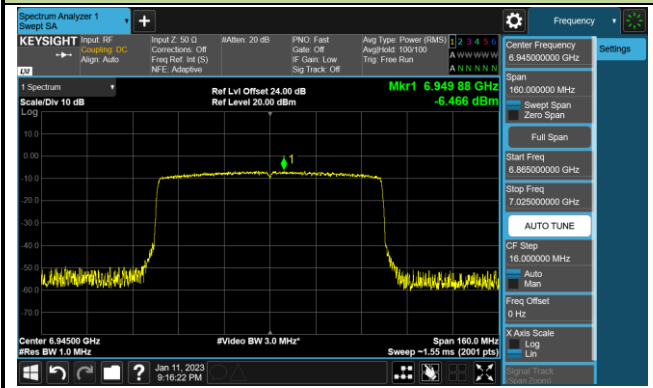 Spectrum Analyzer 1
Swept SA
Frequency
KEYSIGHT
Input: RF
Coupling: DC
Align: Auto
Input Z: 50 Ω
Corrections: Off
Freq Ref: Int (S)
NFE: Adaptive
#Atten: 20 dB
PNO: Fast
Gate: Off
IF Gain: Low
Sig Track: Off
Avg Type: Power (RMS)
Avg|Hold: 100/100
Trig: Free Run
1 2 3 4 5 6
A W W W W W
A N N N N N
LXI
1 Spectrum
Scale/Div 10 dB
Log
Ref Lvl Offset 24.00 dB
Ref Level 20.00 dBm
Mkr1 6.949 88 GHz
-6.466 dBm
1
10.0
0.00
-10.0
-20.0
-30.0
-40.0
-50.0
-60.0
-70.0
Center 6.94500 GHz
#Res BW 1.0 MHz
#Video BW 3.0 MHz*
Span 160.0 MHz
Sweep ~1.55 ms (2001 pts)
Center Frequency
6.945000000 GHz
Settings
Span
160.000000 MHz
Swept Span
Zero Span
Full Span
Start Freq
6.865000000 GHz
Stop Freq
7.025000000 GHz
AUTO TUNE
CF Step
16.000000 MHz
Auto
Man
Freq Offset
0 Hz
X Axis Scale
Log
Lin
Signal Track
(Span Zoom)
?
Jan 11, 2023
9:16:22 PM